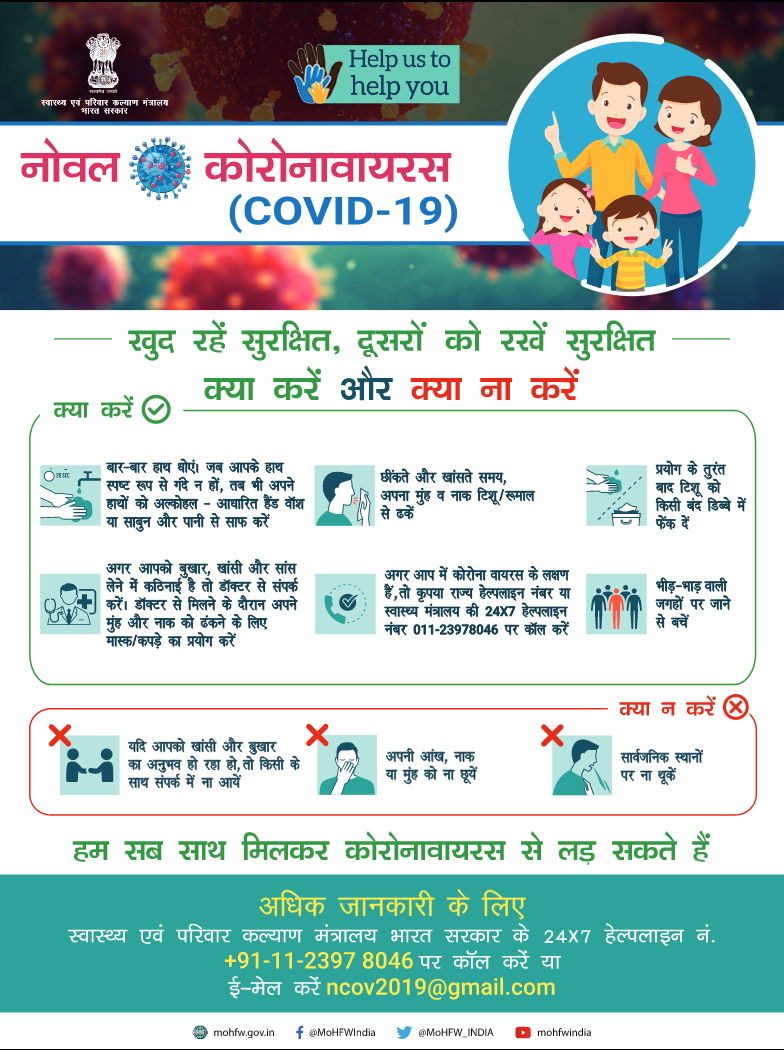 सत्यमेव जयते
स्वास्थ्य एवं परिवार कल्याण मंत्रालय
भारत सरकार
Help us to
help you
नोवल कोरोनावायरस
(COVID-19)
खुद रहें सुरक्षित, दूसरों को रखें सुरक्षित
क्या करें और क्या ना करें
क्या करें
20 SEC
बार-बार हाथ धोएं। जब आपके हाथ
स्पष्ट रूप से गंदे न हों, तब भी अपने
हाथों को अल्कोहल - आधारित हैंड वॉश
या साबुन और पानी से साफ करें
छींकते और खांसते समय,
अपना मुंह व नाक टिशू/रूमाल
से ढकें
प्रयोग के तुरंत
बाद टिशू को
किसी बंद डिब्बे में
फेंक दें
अगर आपको बुखार, खांसी और सांस
लेने में कठिनाई है तो डॉक्टर से संपर्क
करें। डॉक्टर से मिलने के दौरान अपने
मुंह और नाक को ढंकने के लिए
मास्क/कपड़े का प्रयोग करें
अगर आप में कोरोना वायरस के लक्षण
हैं,तो कृपया राज्य हेल्पलाइन नंबर या
स्वास्थ्य मंत्रालय की 24X7 हेल्पलाइन
नंबर 011-23978046 पर कॉल करें
भीड़-भाड़ वाली
जगहों पर जाने
से बचें
क्या न करें
यदि आपको खांसी और बुखार
का अनुभव हो रहा हो,तो किसी के
साथ संपर्क में ना आयें
अपनी आंख, नाक
या मुंह को ना छूयें
सार्वजनिक स्थानों
पर ना थूकें
हम सब साथ मिलकर कोरोनावायरस से लड़ सकते हैं
अधिक जानकारी के लिए
स्वास्थ्य एवं परिवार कल्याण मंत्रालय भारत सरकार के 24X7 हेल्पलाइन नं.
+91-11-2397 8046 पर कॉल करें या
ई-मेल करें ncov2019@gmail.com
mohfw.gov.in @MoHFWIndia @MoHFW_INDIA mohfwindia